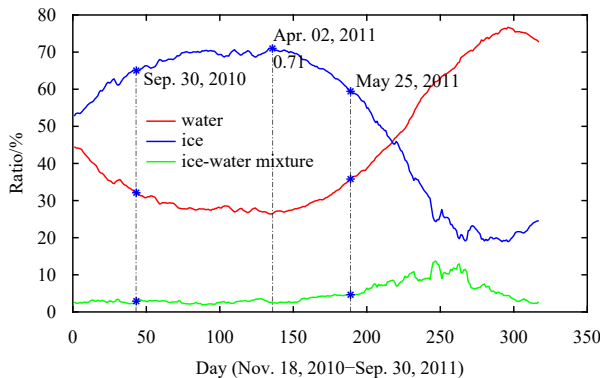 80
70
60
50
40
30
20
10
0
Ratio/%
Apr. 02, 2011
0.71
Sep. 30, 2010
May 25, 2011
water
ice
ice-water mixture
0 50 100 150 200 250 300 350
Day (Nov. 18, 2010−Sep. 30, 2011)